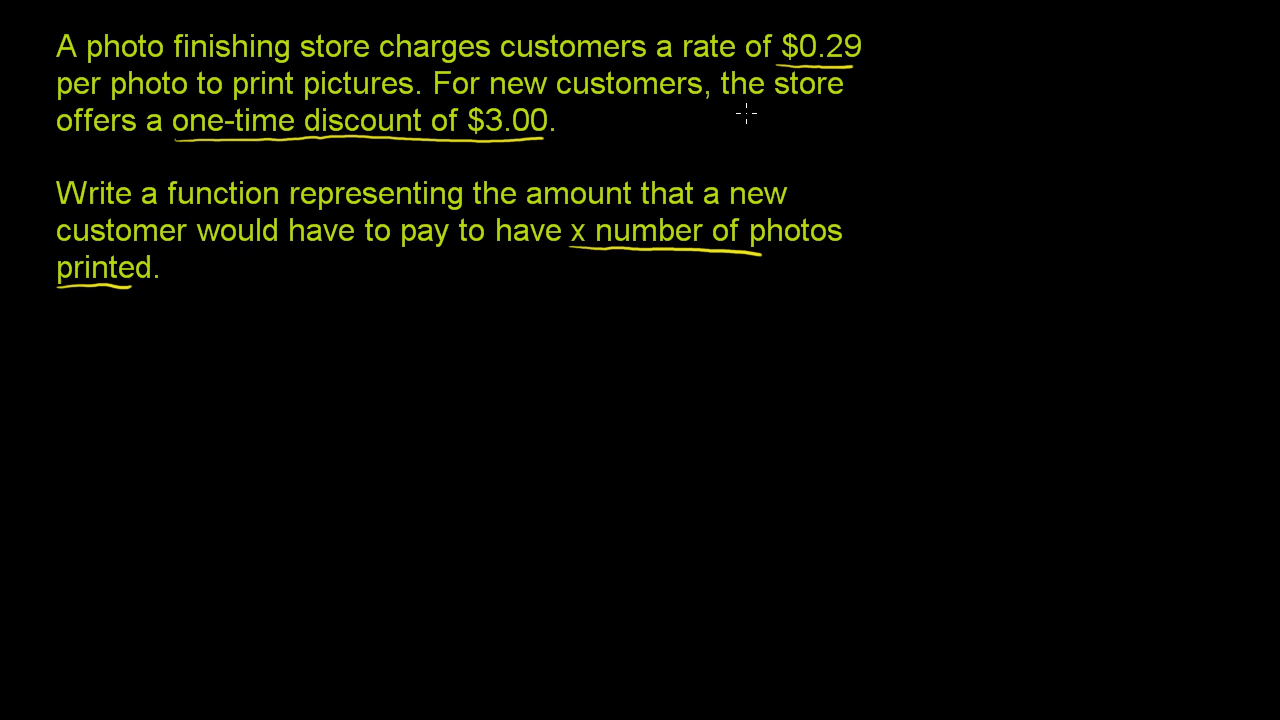 A photo finishing store charges customers a rate of $0.29
per photo to print pictures. For new customers, the store
offers a one-time discount of $3.00.
Write a function representing the amount that a new
customer would have to pay to have x number of photos
printed.